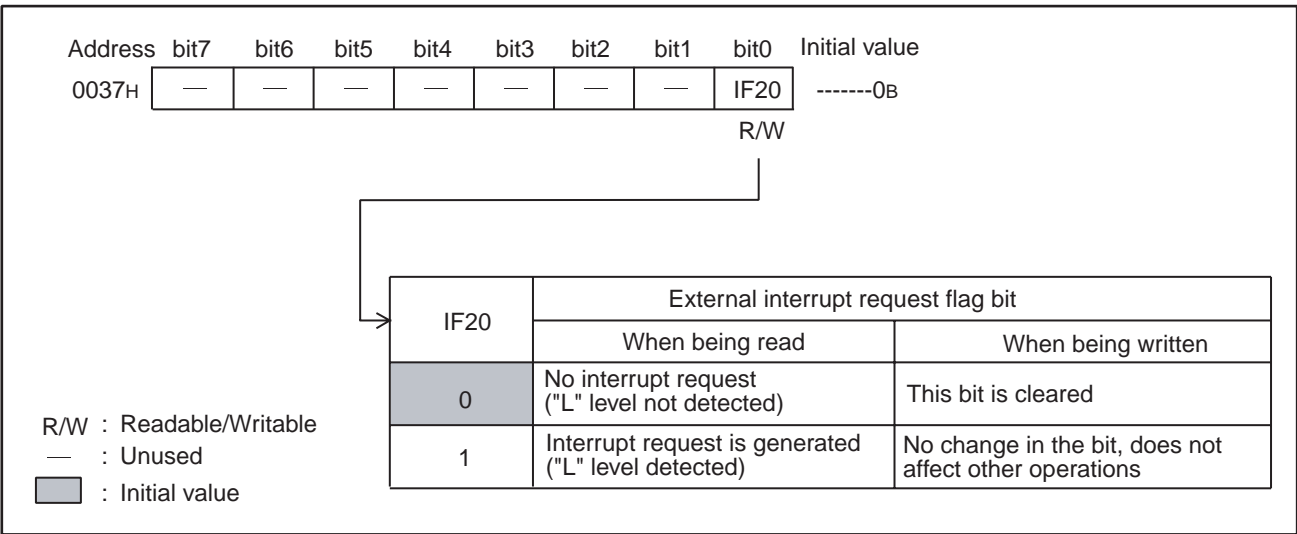 Address bit7 bit6 bit5 bit4 bit3 bit2 bit1 bit0 Initial value
0037H — — — — — — — IF20 -------0B
R/W
IF20 External interrupt request flag bit
When being read When being written
0 No interrupt request ("L" level not detected) This bit is cleared
1 Interrupt request is generated ("L" level detected) No change in the bit, does not affect other operations
R/W : Readable/Writable
— : Unused
: Initial value